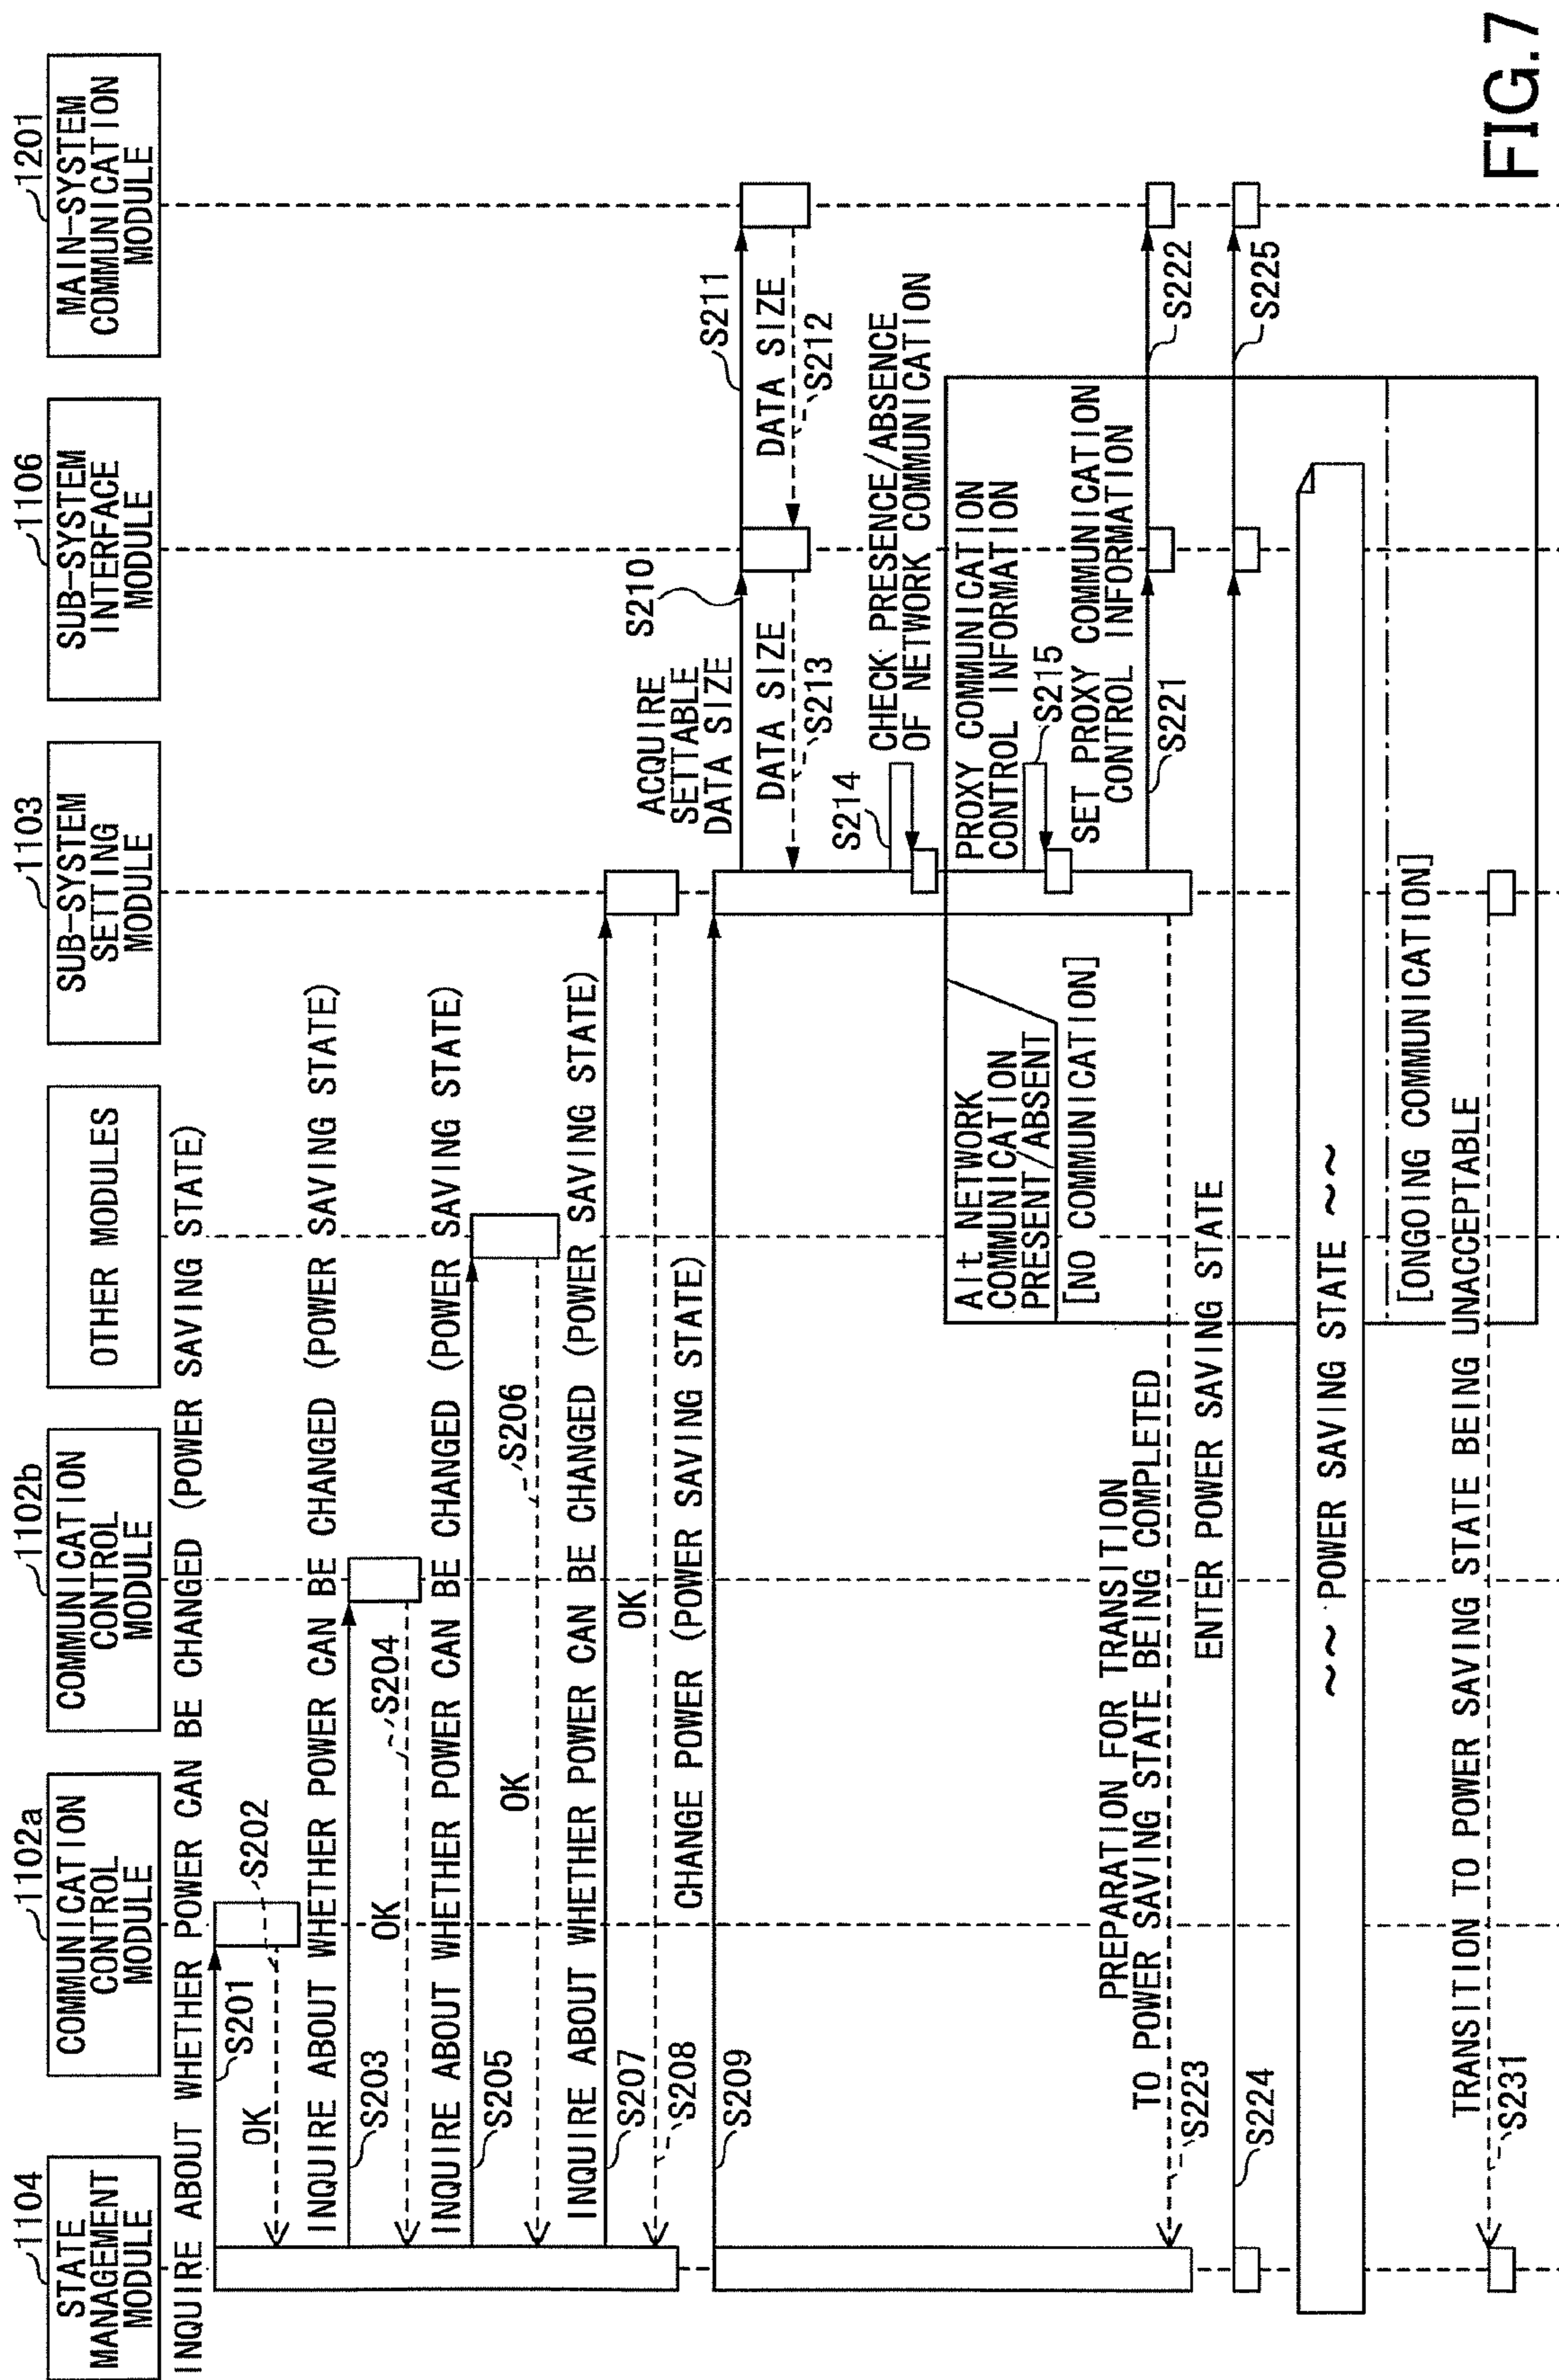 1104
STATE
MANAGEMENT
MODULE
1102a
COMMUNICATION
CONTROL
MODULE
1102b
COMMUNICATION
CONTROL
MODULE
OTHER MODULES
1103
SUB-SYSTEM
SETTING
MODULE
1106
SUB-SYSTEM
INTERFACE
MODULE
1201
MAIN-SYSTEM
COMMUNICATION
MODULE
INQUIRE ABOUT WHETHER POWER CAN BE CHANGED (POWER SAVING STATE)
S201
OK
S202
INQUIRE ABOUT WHETHER POWER CAN BE CHANGED (POWER SAVING STATE)
S203
OK
S204
INQUIRE ABOUT WHETHER POWER CAN BE CHANGED (POWER SAVING STATE)
S205
OK
S206
INQUIRE ABOUT WHETHER POWER CAN BE CHANGED (POWER SAVING STATE)
S207
OK
S208
CHANGE POWER (POWER SAVING STATE)
S209
ACQUIRE
SETTABLE
DATA SIZE
S210
S211
DATA SIZE
S212
DATA SIZE
S213
S214
CHECK PRESENCE/ABSENCE
OF NETWORK COMMUNICATION
Alt NETWORK
COMMUNICATION
PRESENT/ABSENT
[NO COMMUNICATION]
PROXY COMMUNICATION
CONTROL INFORMATION
S215
SET PROXY COMMUNICATION
CONTROL INFORMATION
S221
S222
PREPARATION FOR TRANSITION
TO POWER SAVING STATE BEING COMPLETED
S223
ENTER POWER SAVING STATE
S224
S225
~~~ POWER SAVING STATE ~~~
[ONGOING COMMUNICATION]
TRANSITION TO POWER SAVING STATE BEING UNACCEPTABLE
S231
FIG.7